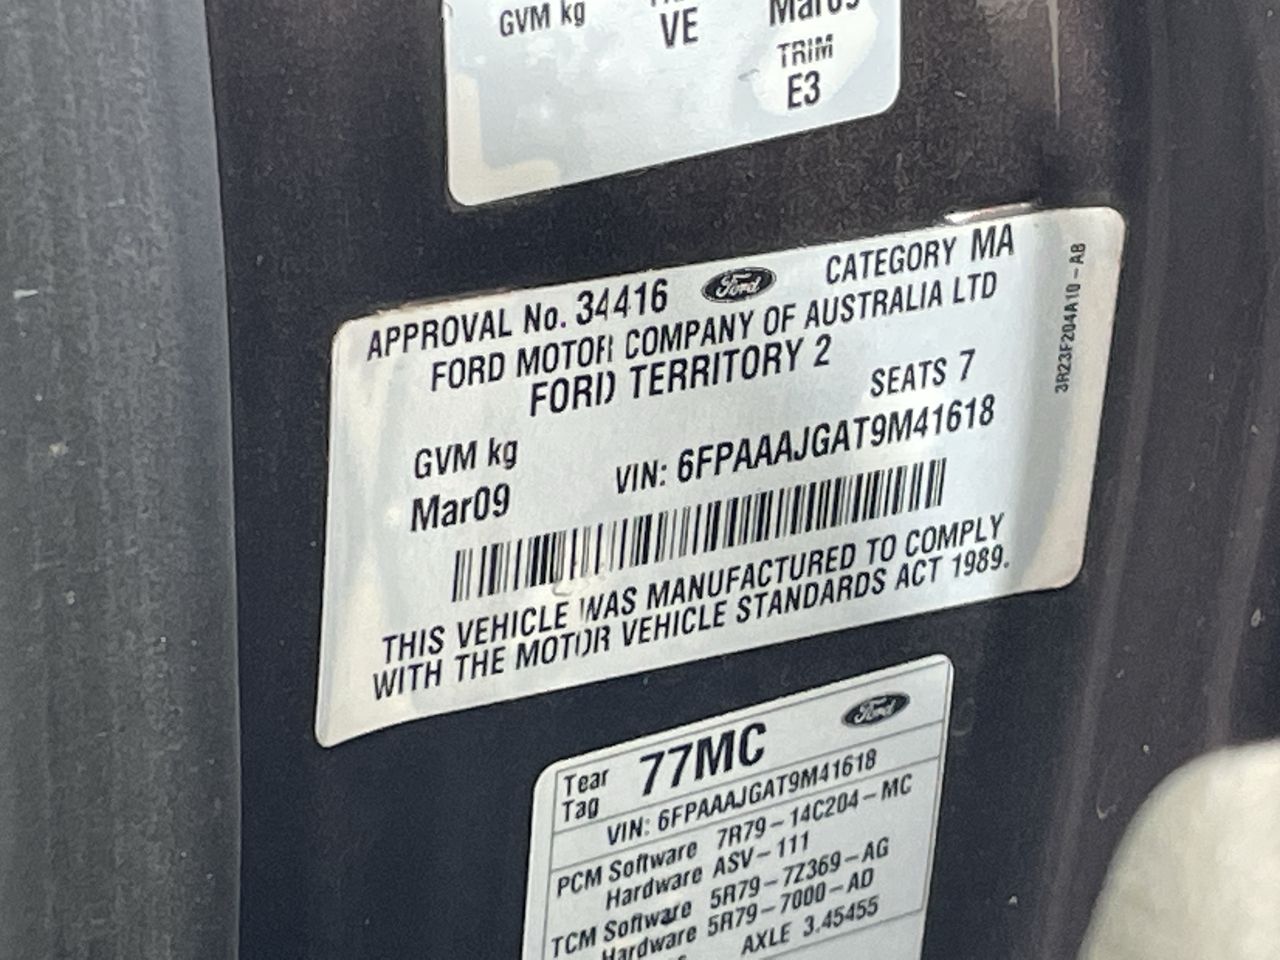 GVM kg
VE
Mar09
TRIM
E3
APPROVAL No. 34416 Ford CATEGORY MA
FORD MOTOR COMPANY OF AUSTRALIA LTD
FORD TERRITORY 2
SEATS 7
GVM kg
VIN: 6FPAAAJGAT9M41618
Mar09
THIS VEHICLE WAS MANUFACTURED TO COMPLY
WITH THE MOTOR VEHICLE STANDARDS ACT 1989.
3R23F204A10-AB
Ford
Tear Tag 77MC
VIN: 6FPAAAJGAT9M41618
PCM Software 7R79-14C204-MC
Hardware ASV-111
TCM Software 5R79-7Z369-AG
Hardware 5R79-7000-AD
AXLE 3.45455